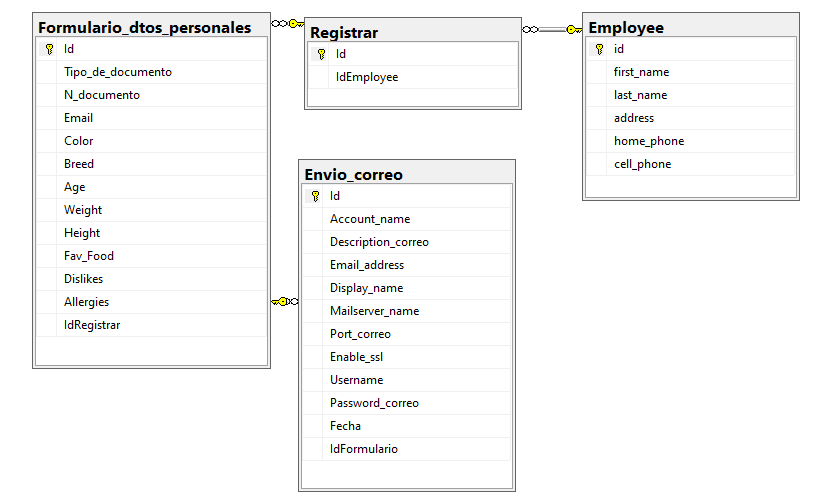 Formulario_dtos_personales
Id
Tipo_de_documento
N_documento
Email
Color
Breed
Age
Weight
Height
Fav_Food
Dislikes
Allergies
IdRegistrar
Registrar
Id
IdEmployee
Employee
id
first_name
last_name
address
home_phone
cell_phone
Envio_correo
Id
Account_name
Description_correo
Email_address
Display_name
Mailserver_name
Port_correo
Enable_ssl
Username
Password_correo
Fecha
IdFormulario